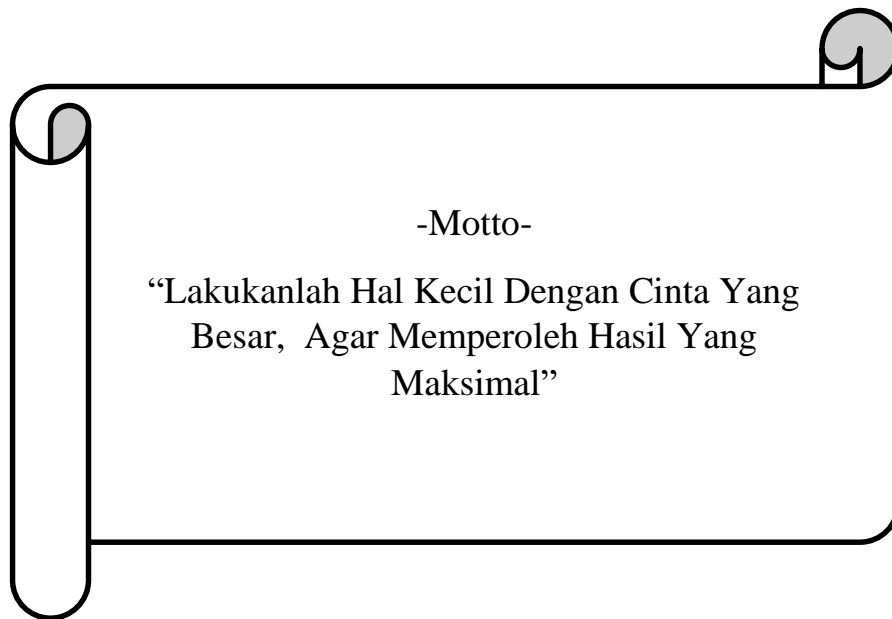 -Motto-
“Lakukanlah Hal Kecil Dengan Cinta Yang
Besar,  Agar Memperoleh Hasil Yang
Maksimal”